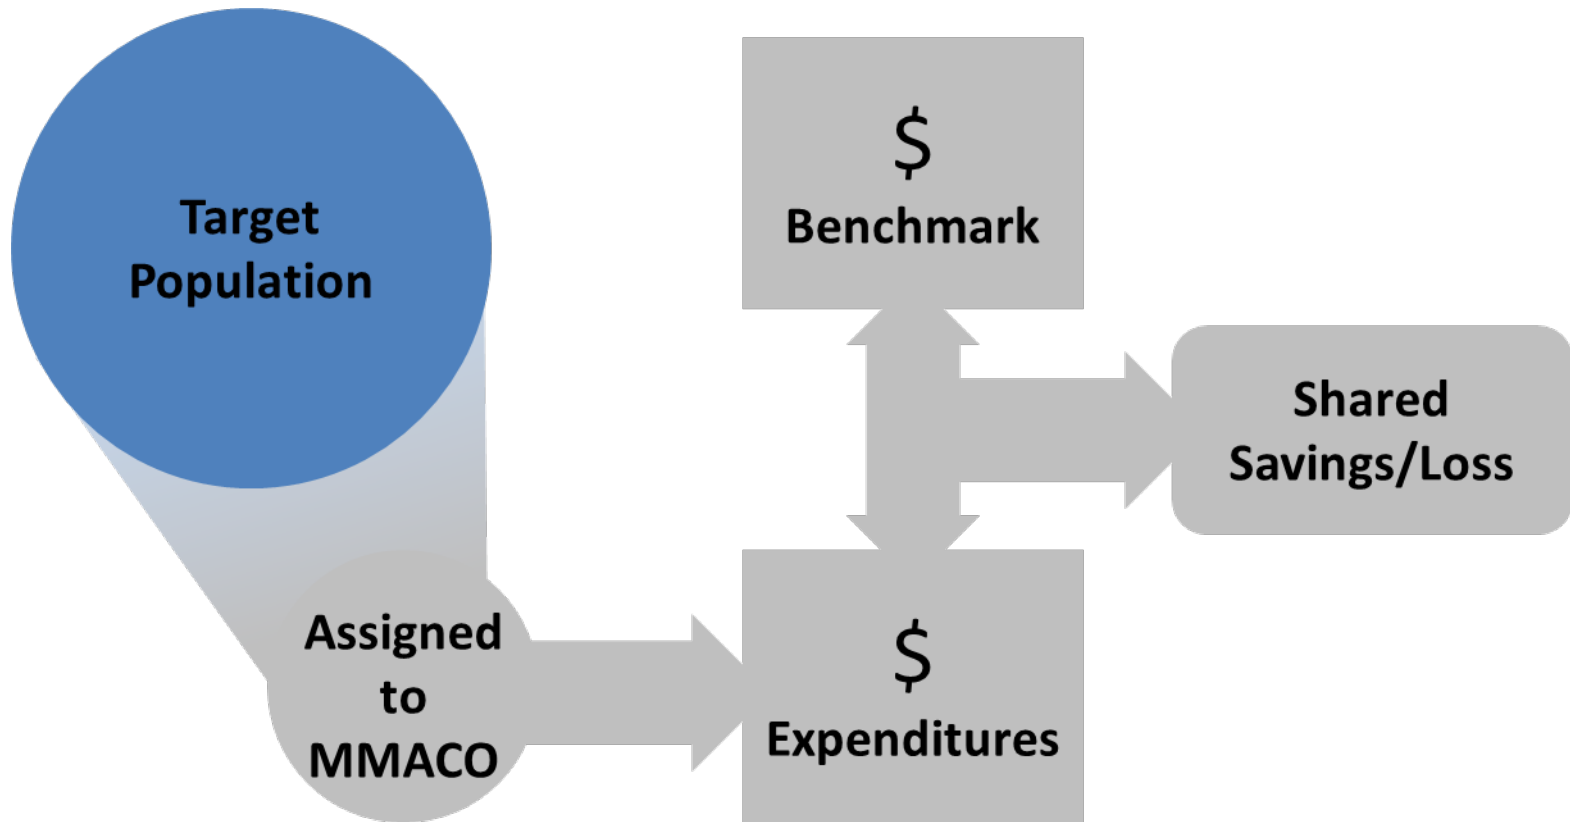 Target
Population
$
Benchmark
Shared
Savings/Loss
Assigned
to
MMACO
$
Expenditures